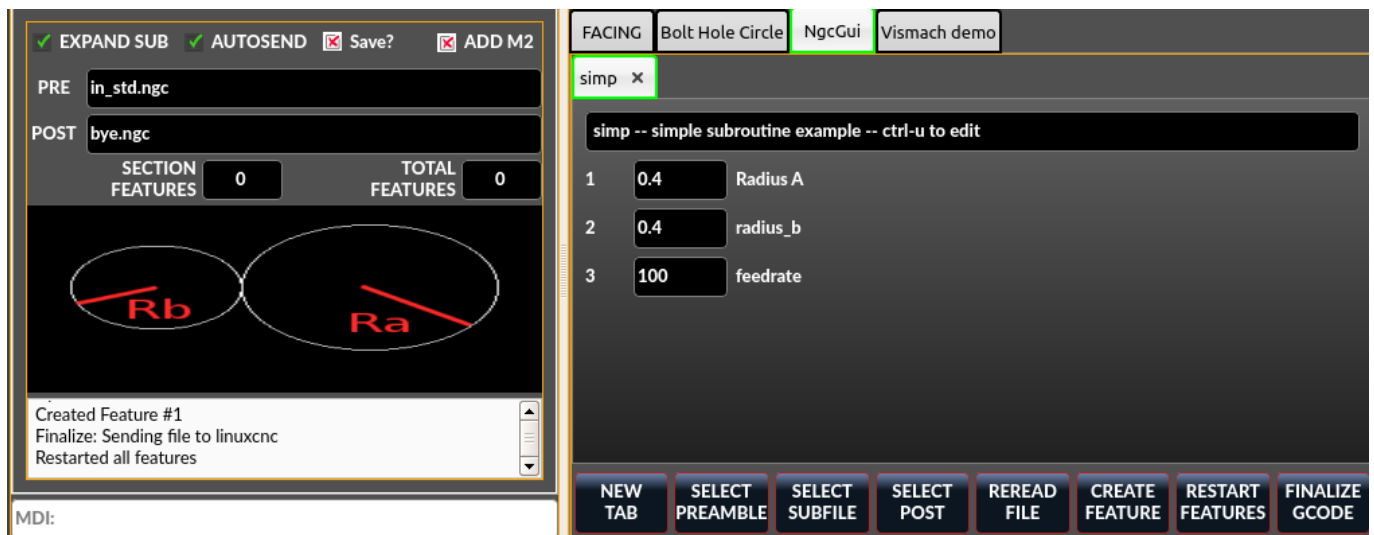 EXPAND SUB AUTOSEND Save? ADD M2
PRE in_std.ngc
POST bye.ngc
SECTION
FEATURES
0
TOTAL
FEATURES
0
Rb
Ra
Created Feature #1
Finalize: Sending file to linuxcnc
Restarted all features
MDI:
FACING Bolt Hole Circle NgcGui Vismach demo
simp
simp -- simple subroutine example -- ctrl-u to edit
1 0.4 Radius A
2 0.4 radius_b
3 100 feedrate
NEW
TAB
SELECT
PREAMBLE
SELECT
SUBFILE
SELECT
POST
REREAD
FILE
CREATE
FEATURE
RESTART
FEATURES
FINALIZE
GCODE